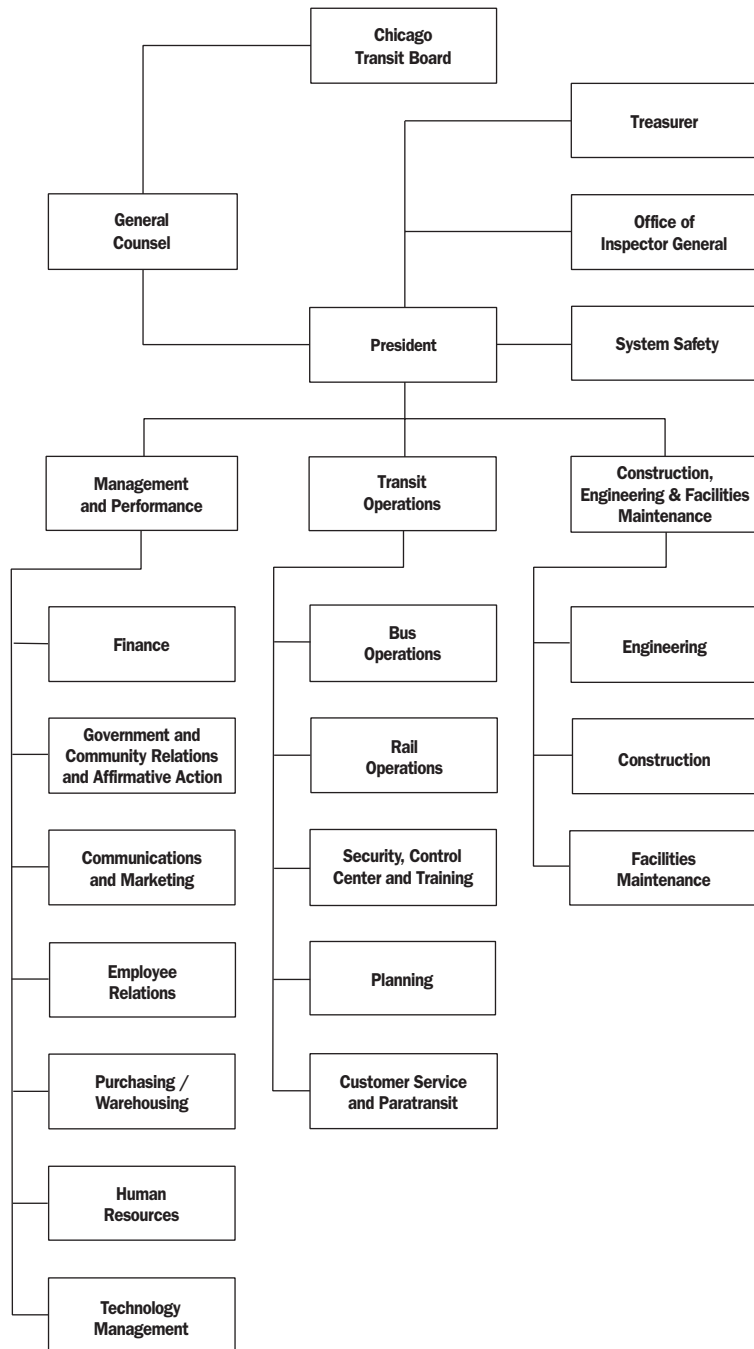 Chicago
Transit Board
Treasurer
General
Counsel
Office of
Inspector General
President
System Safety
Management
and Performance
Transit
Operations
Construction,
Engineering & Facilities
Maintenance
Finance
Government and
Community Relations
and Affirmative Action
Communications
and Marketing
Employee
Relations
Purchasing /
Warehousing
Human
Resources
Technology
Management
Bus
Operations
Rail
Operations
Security, Control
Center and Training
Planning
Customer Service
and Paratransit
Engineering
Construction
Facilities
Maintenance